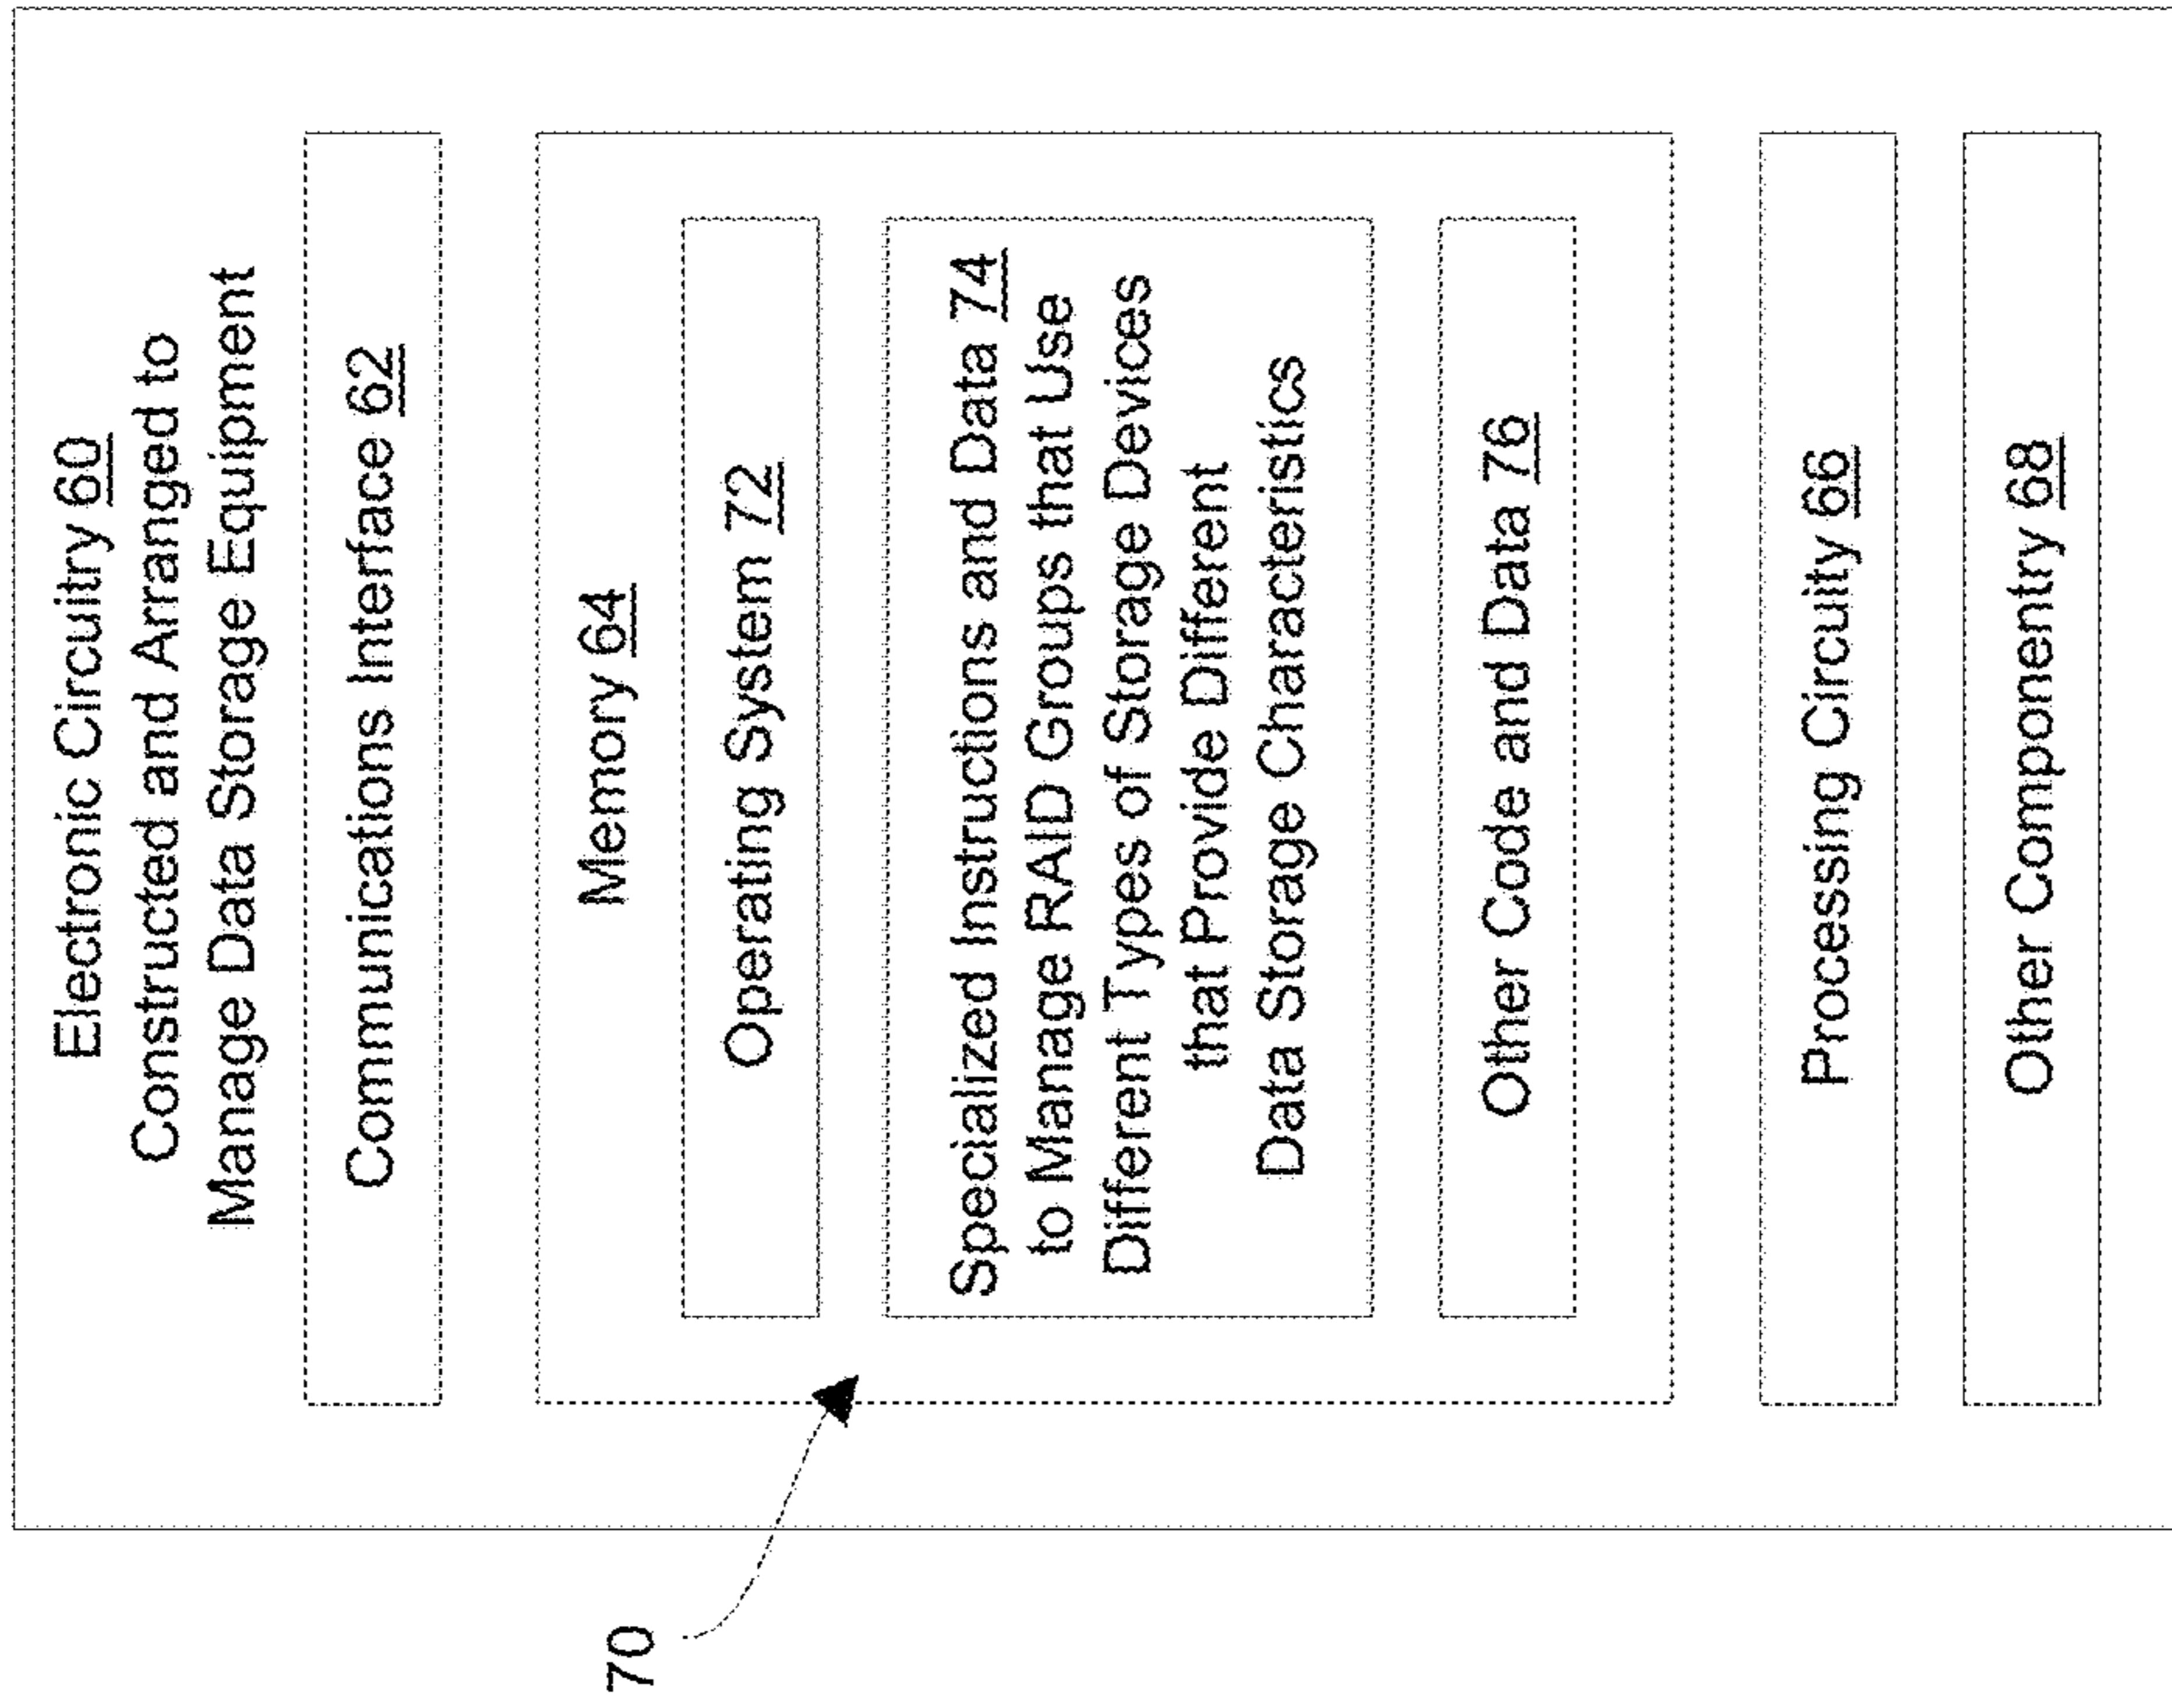 Electronic Circuitry 60
Constructed and Arranged to
Manage Data Storage Equipment
Communications Interface 62
Memory 64
Operating System 72
Specialized Instructions and Data 74
to Manage RAID Groups that Use
Different Types of Storage Devices
that Provide Different
Data Storage Characteristics
Other Code and Data 76
Processing Circuity 66
Other Componentry 68
70